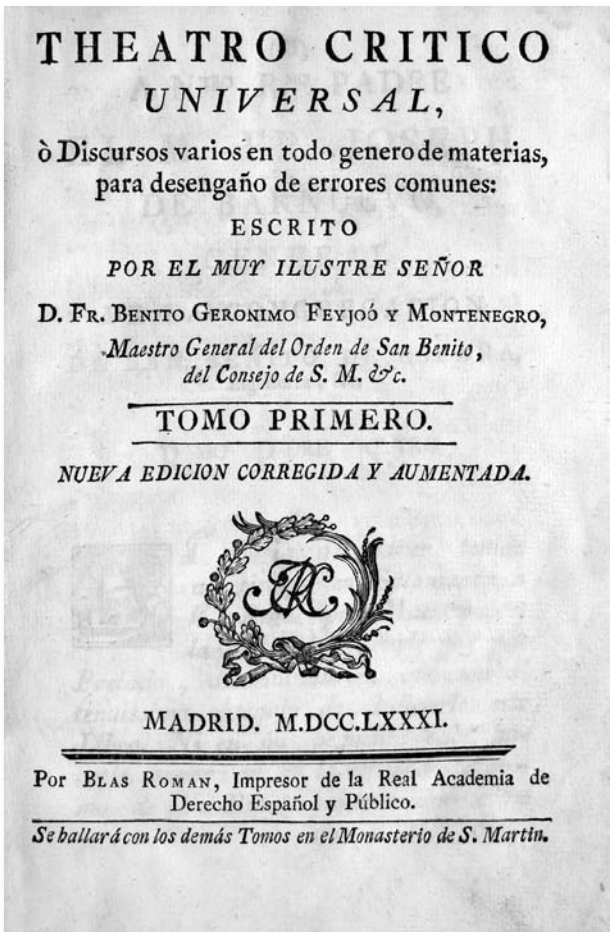 THEATRO CRITICO
UNIVERSAL,
ò Discursos varios en todo genero de materias,
para desengaño de errores comunes:
ESCRITO
POR EL MUY ILUSTRE SEÑOR
D. FR. BENITO GERONIMO FEYJOÓ Y MONTENEGRO,
Maestro General del Orden de San Benito,
del Consejo de S. M. &c.
TOMO PRIMERO.
NUEVA EDICION CORREGIDA Y AUMENTADA.
MADRID. M.DCC.LXXXI.
Por BLAS ROMAN, Impresor de la Real Academia de
Derecho Español y Público.
Se hallará con los demás Tomos en el Monasterio de S. Martin.